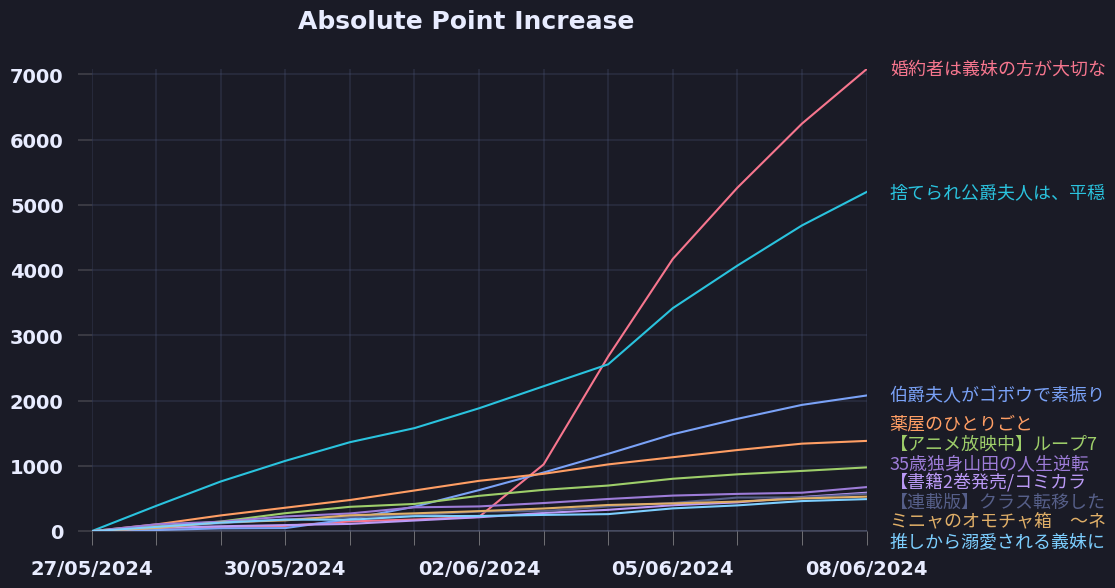 Absolute Point Increase
7000
6000
5000
4000
3000
2000
1000
0
婚約者は義妹の方が大切な
捨てられ公爵夫人は、平穏
伯爵夫人がゴボウで素振り
薬屋のひとりごと
【アニメ放映中】ループ7
35歳独身山田の人生逆転
【書籍2巻発売/コミカラ
【連載版】クラス転移した
ミニャのオモチャ箱　～ネ
推しから溺愛される義妹に
27/05/2024 30/05/2024 02/06/2024 05/06/2024 08/06/2024